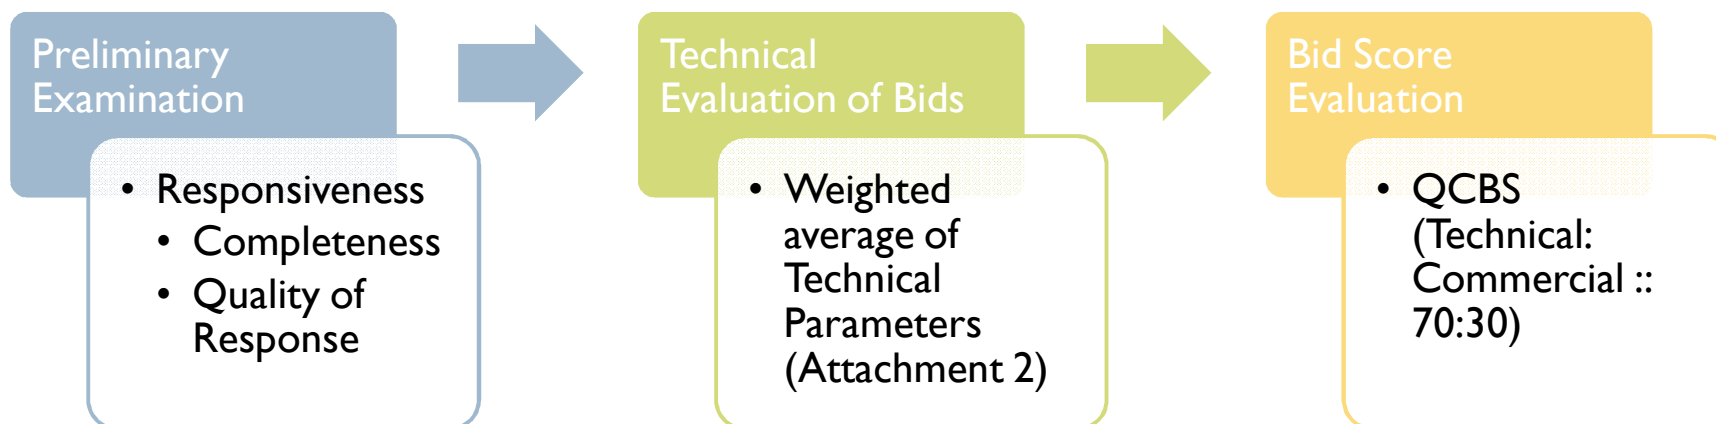 Preliminary
Examination
• Responsiveness
• Completeness
• Quality of
Response
Technical
Evaluation of Bids
• Weighted
average of
Technical
Parameters
(Attachment 2)
Bid Score
Evaluation
• QCBS
(Technical:
Commercial ::
70:30)